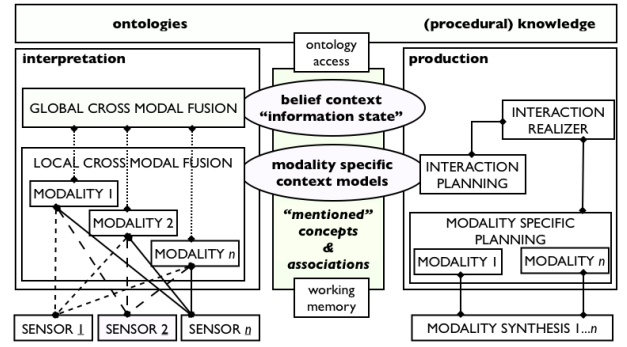 ontologies
(procedural) knowledge
ontology
access
interpretation
production
GLOBAL CROSS MODAL FUSION
belief context
“information state”
INTERACTION
REALIZER
LOCAL CROSS MODAL FUSION
modality specific
context models
INTERACTION
PLANNING
MODALITY 1
MODALITY 2
MODALITY n
“mentioned”
concepts
&
associations
MODALITY SPECIFIC
PLANNING
MODALITY 1
MODALITY n
working
memory
SENSOR 1
SENSOR 2
SENSOR n
MODALITY SYNTHESIS 1...n